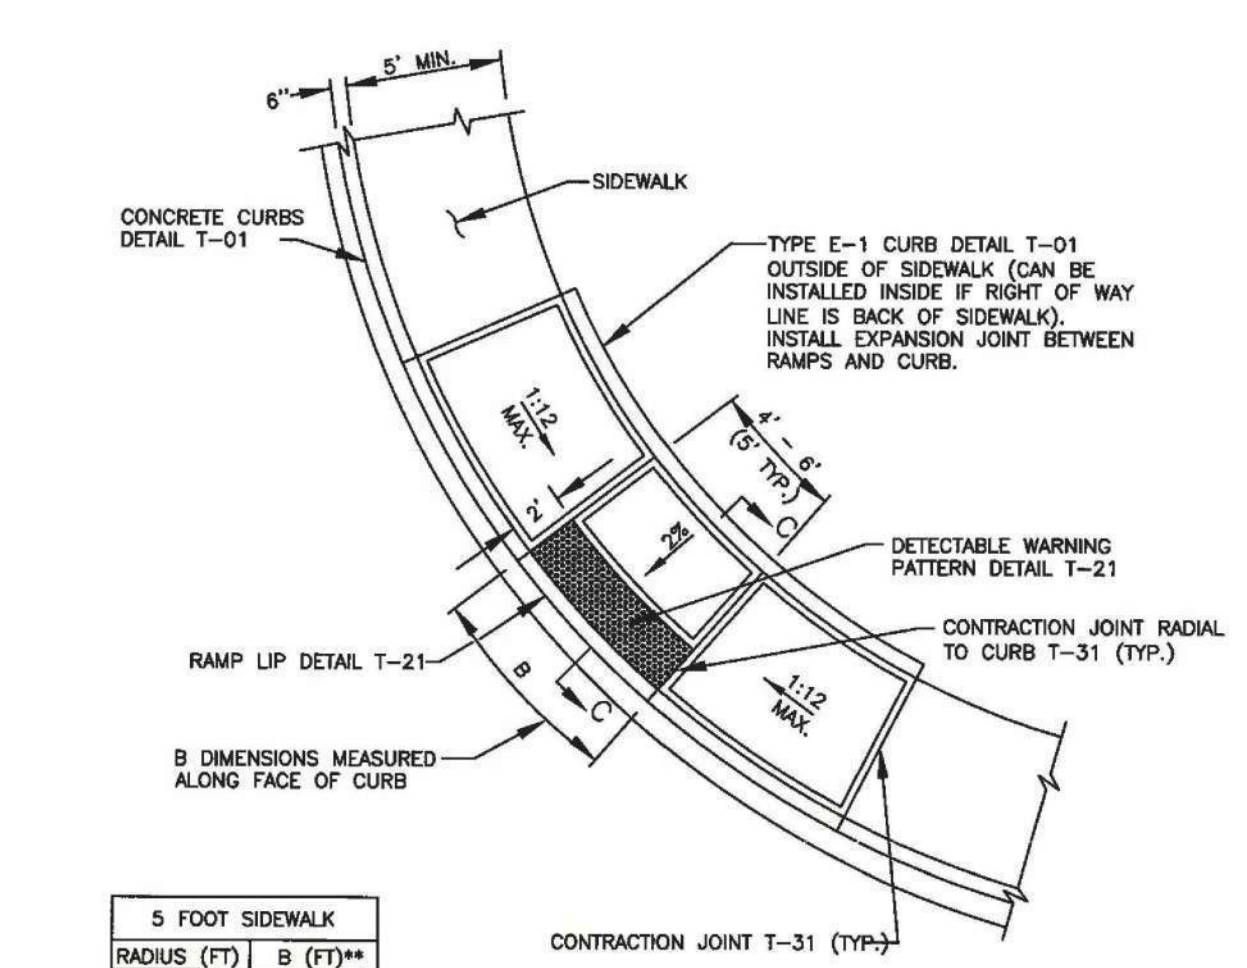 5' MIN.
6"
SIDEWALK
CONCRETE CURBS
DETAIL T-01
TYPE E-1 CURB DETAIL T-01
OUTSIDE OF SIDEWALK (CAN BE
INSTALLED INSIDE IF RIGHT OF WAY
LINE IS BACK OF SIDEWALK).
INSTALL EXPANSION JOINT BETWEEN
RAMPS AND CURB.
1:12
MAX.
4' - 6'
(5' TYP.)
2'
C
2%
DETECTABLE WARNING
PATTERN DETAIL T-21
CONTRACTION JOINT RADIAL
TO CURB T-31 (TYP.)
RAMP LIP DETAIL T-21
B
C
1:12
MAX.
B DIMENSIONS MEASURED
ALONG FACE OF CURB
5 FOOT SIDEWALK
RADIUS (FT) B (FT)**
CONTRACTION JOINT T-31 (TYP.)